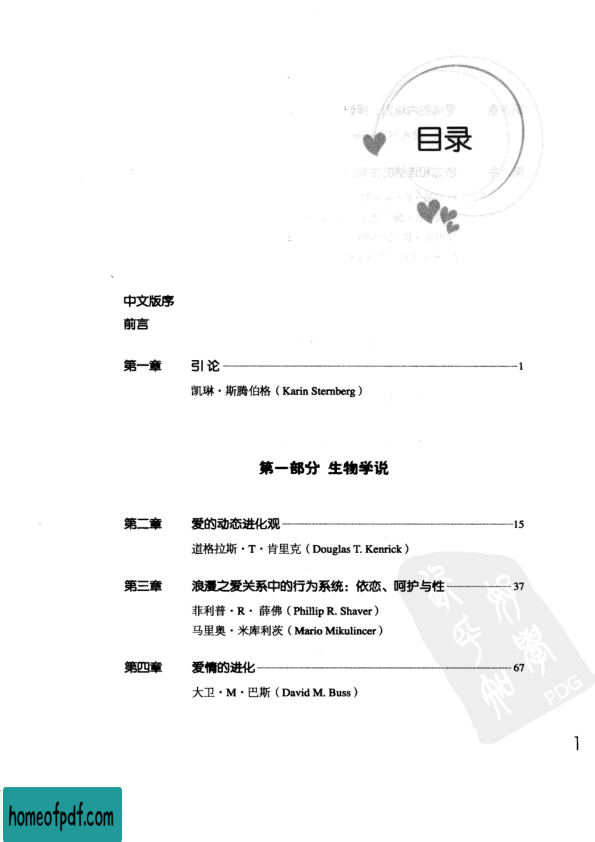 目录
中文版序
前言
第一章 引论 1
凯琳·斯腾伯格（Karin Sternberg）
第一部分 生物学说
第二章 爱的动态进化观 15
道格拉斯·T·肯里克（Douglas T. Kenrick）
第三章 浪漫之爱关系中的行为系统：依恋、呵护与性 37
菲利普·R· 薛佛（Phillip R. Shaver）
马里奥·米库利茨（Mario Mikulincer）
第四章 爱情的进化 67
大卫·M·巴斯（David M. Buss）
PDG
1
homeofpdf.com